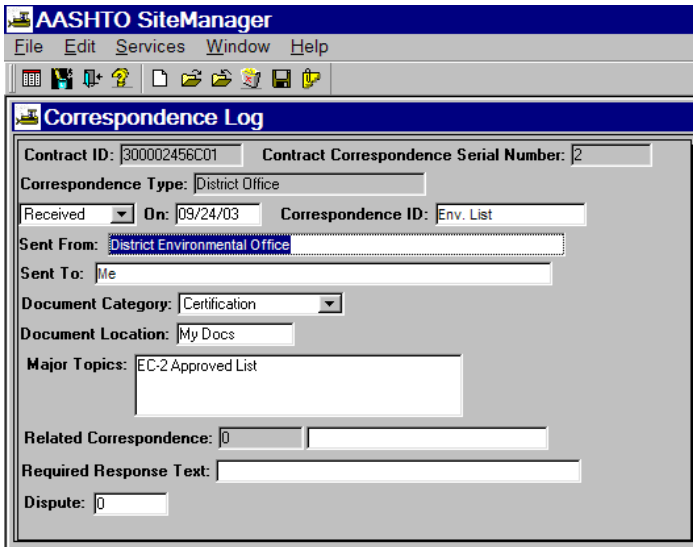 AASHTO SiteManager
File Edit Services Window Help
Correspondence Log
Contract ID: 300002456C01 Contract Correspondence Serial Number: 2
Correspondence Type: District Office
Received On: 09/24/03 Correspondence ID: Env. List
Sent From: District Environmental Office
Sent To: Me
Document Category: Certification
Document Location: My Docs
Major Topics: EC-2 Approved List
Related Correspondence: 0
Required Response Text:
Dispute: 0